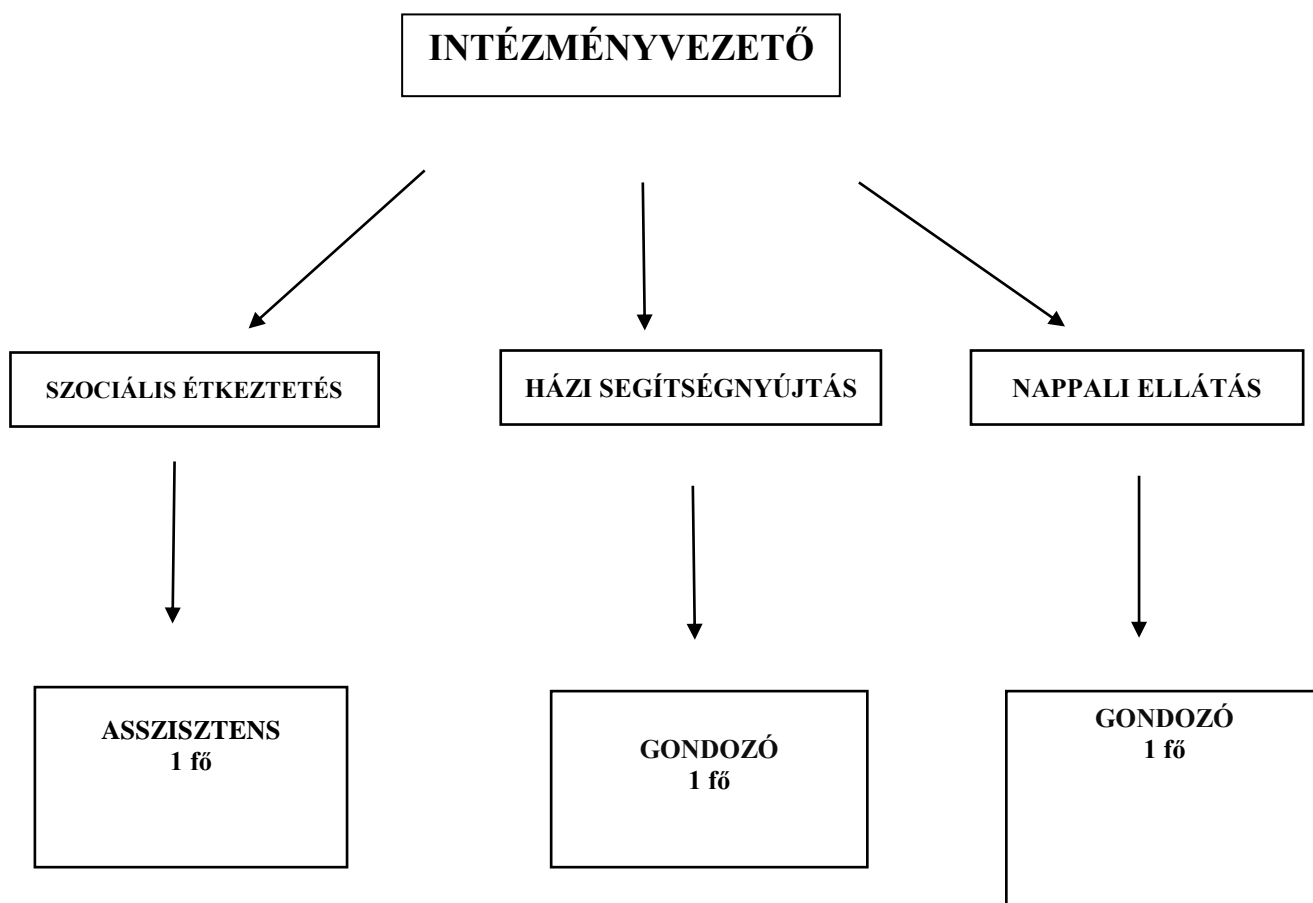 INTÉZMÉNYVEZETŐ
SZOCIÁLIS ÉTKEZTETÉS
HÁZI SEGÍTSÉGNYÚJTÁS
NAPPALI ELLÁTÁS
ASSZISZTENS
1 fő
GONDOZÓ
1 fő
GONDOZÓ
1 fő